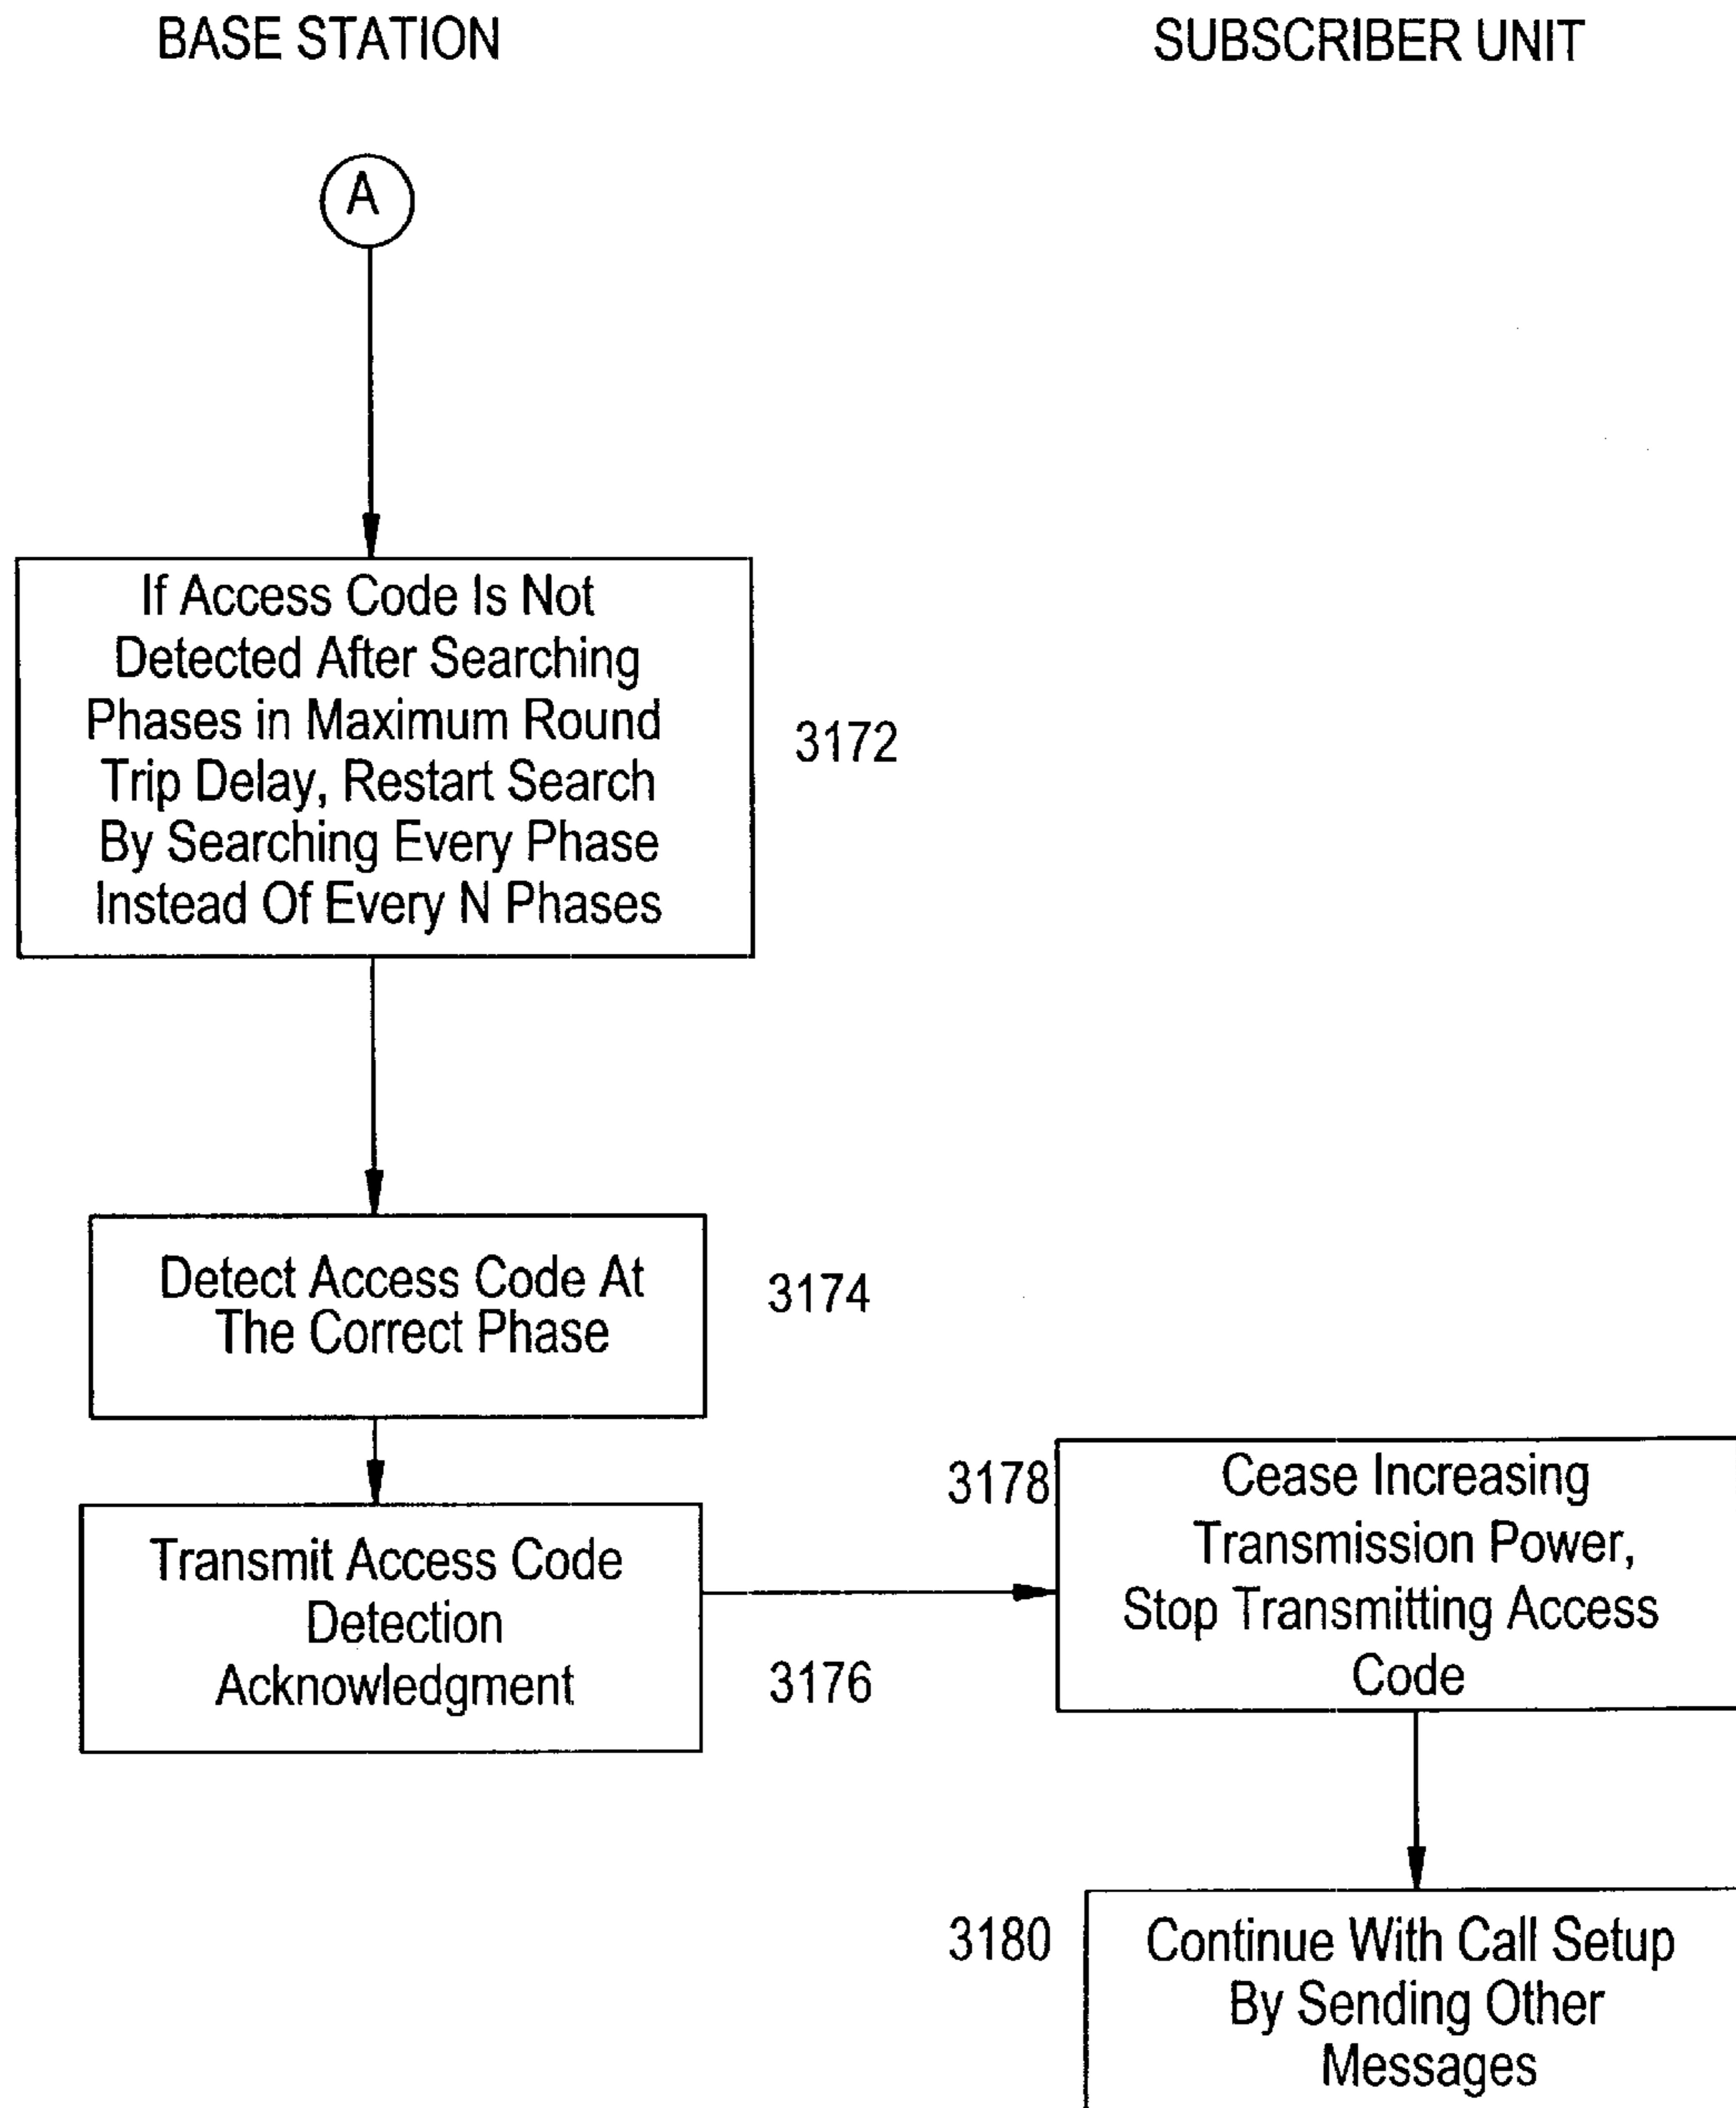 BASE STATION
SUBSCRIBER UNIT
A
If Access Code Is Not
Detected After Searching
Phases in Maximum Round
Trip Delay, Restart Search
By Searching Every Phase
Instead Of Every N Phases
3172
Detect Access Code At
The Correct Phase
3174
Transmit Access Code
Detection
Acknowledgment
3176
3178
Cease Increasing
Transmission Power,
Stop Transmitting Access
Code
3180
Continue With Call Setup
By Sending Other
Messages